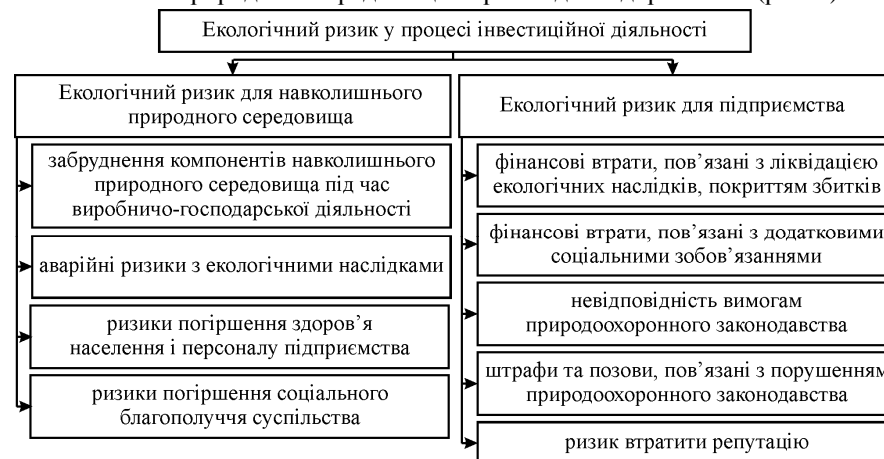 Екологічний ризик у процесі інвестиційної діяльності
Екологічний ризик для навколишнього
природного середовища
забруднення компонентів навколишнього
природного середовища під час
виробничо-господарської діяльності
аварійні ризики з екологічними наслідками
ризики погіршення здоров’я
населення і персоналу підприємства
ризики погіршення соціального
благополуччя суспільства
Екологічний ризик для підприємства
фінансові втрати, пов’язані з ліквідацією
екологічних наслідків, покриттям збитків
фінансові втрати, пов’язані з додатковими
соціальними зобов’язаннями
невідповідність вимогам
природоохоронного законодавства
штрафи та позови, пов’язані з порушенням
природоохоронного законодавства
ризик втратити репутацію